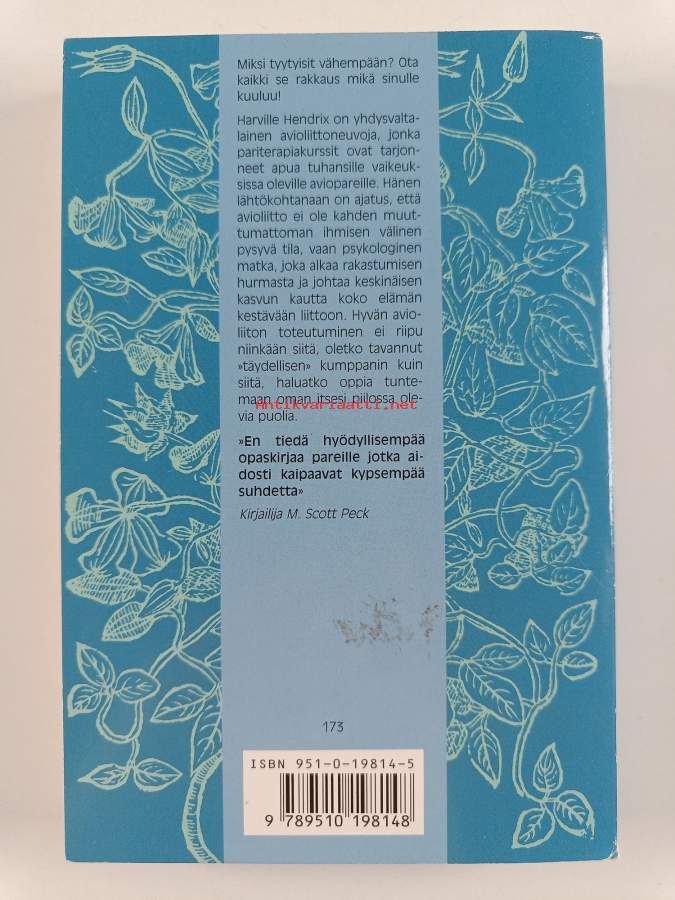 Miksi tyytyisit vähempään? Ota
kaikki se rakkaus mikä sinulle
kuuluu!
Harville Hendrix on yhdysvalta-
lainen avioliittoneuvoja, jonka
pariterapiakurssit ovat tarjon-
neet apua tuhansille vaikeuk-
sissa oleville aviopareille. Hänen
lähtökohtanaan on ajatus, että
avioliitto ei ole kahden muut-
tumattoman ihmisen välinen
pysyvä tila, vaan psykologinen
matka, joka alkaa rakastumisen
hurmasta ja johtaa keskinäisen
kasvun kautta koko elämän
kestävään liittoon. Hyvän avio-
liiton toteutuminen ei riipu
niinkään siitä, oletko tavannut
»täydellisen» kumppanin kuin
siitä, haluatko oppia tunte-
maan oman itsesi piilossa ole-
Antikvariaatti.net
via puolia.
»En tiedä hyödyllisempää
opaskirjaa pareille jotka ai-
dosti kaipaavat kypsempää
suhdetta»
Kirjailija M. Scott Peck
173
ISBN 951-0-19814-5
9 789510 198148